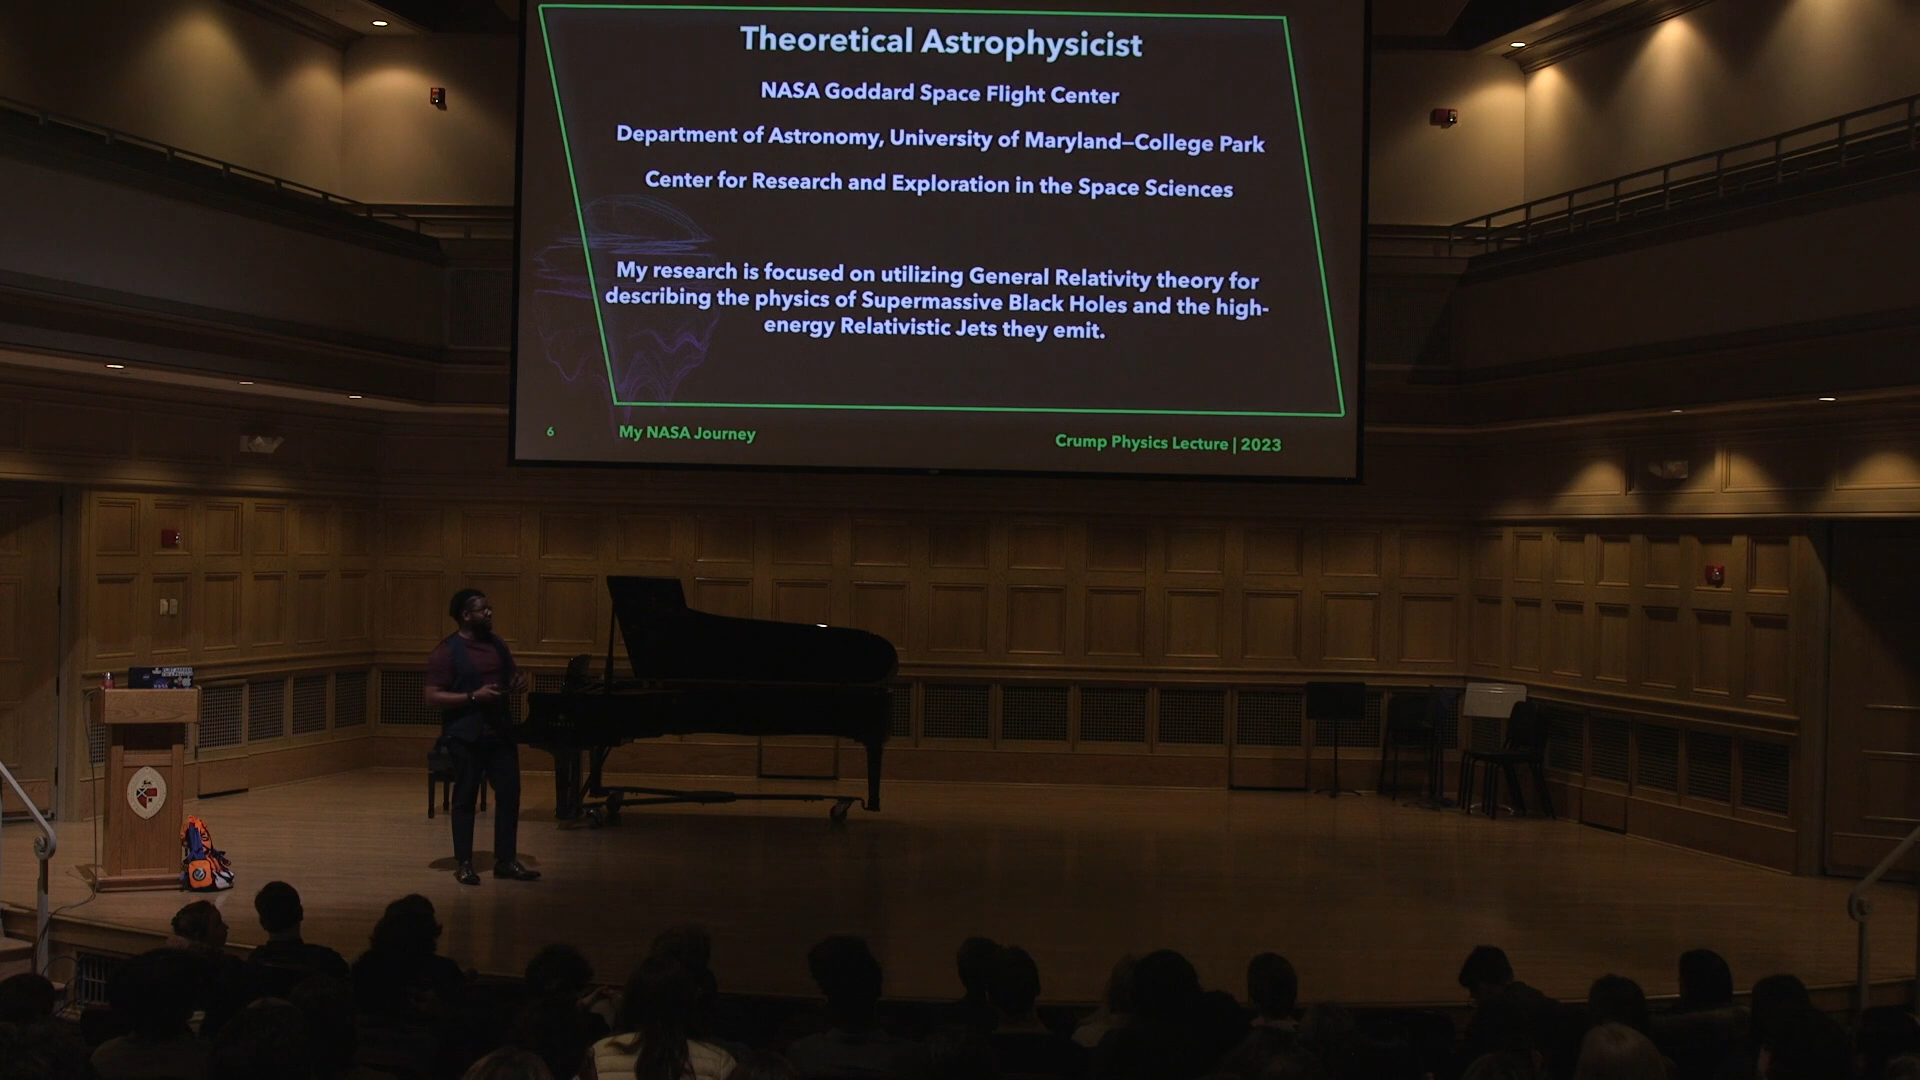 Theoretical Astrophysicist
NASA Goddard Space Flight Center
Department of Astronomy, University of Maryland—College Park
Center for Research and Exploration in the Space Sciences
My research is focused on utilizing General Relativity theory for
describing the physics of Supermassive Black Holes and the high-
energy Relativistic Jets they emit.
6
My NASA Journey
Crump Physics Lecture | 2023